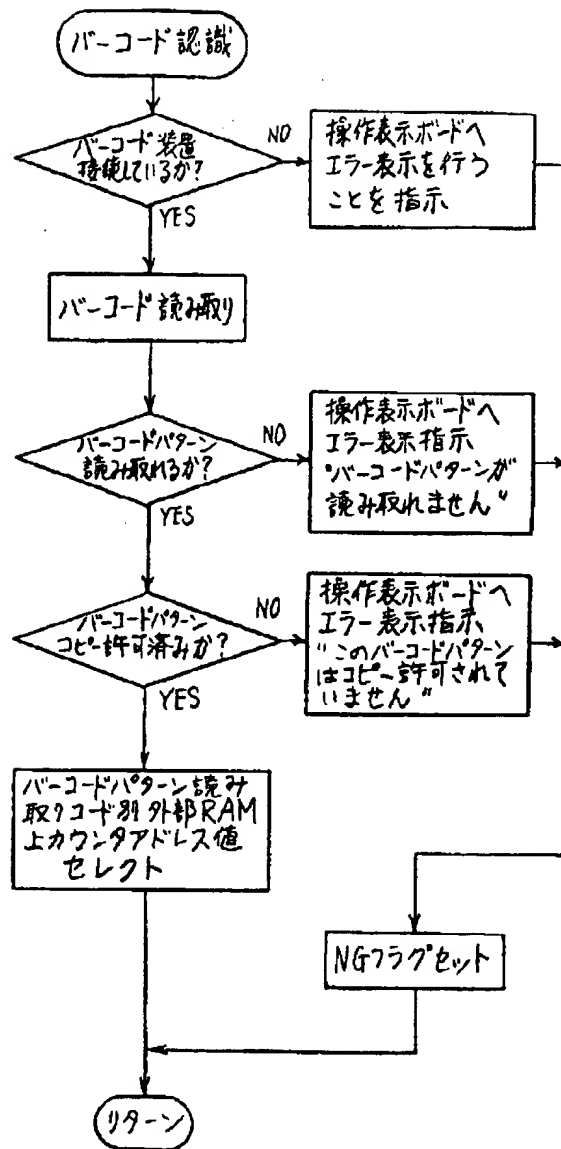 バーコード認識
バーコード装置
接続しているか?
NO
操作表示ボードへ
エラー表示を行う
ことを指示
YES
バーコード読み取り
バーコードパターン
読み取れるか?
NO
操作表示ボードへ
エラー表示指示
"バーコードパターンが
読み取れません"
YES
バーコードパターン
コピー許可済みか?
NO
操作表示ボードへ
エラー表示指示
"このバーコードパターン
はコピー許可されて
いません"
YES
バーコードパターン読み
取りコード別外部RAM
上カウンタアドレス値
セレクト
NGフラグセット
リターン